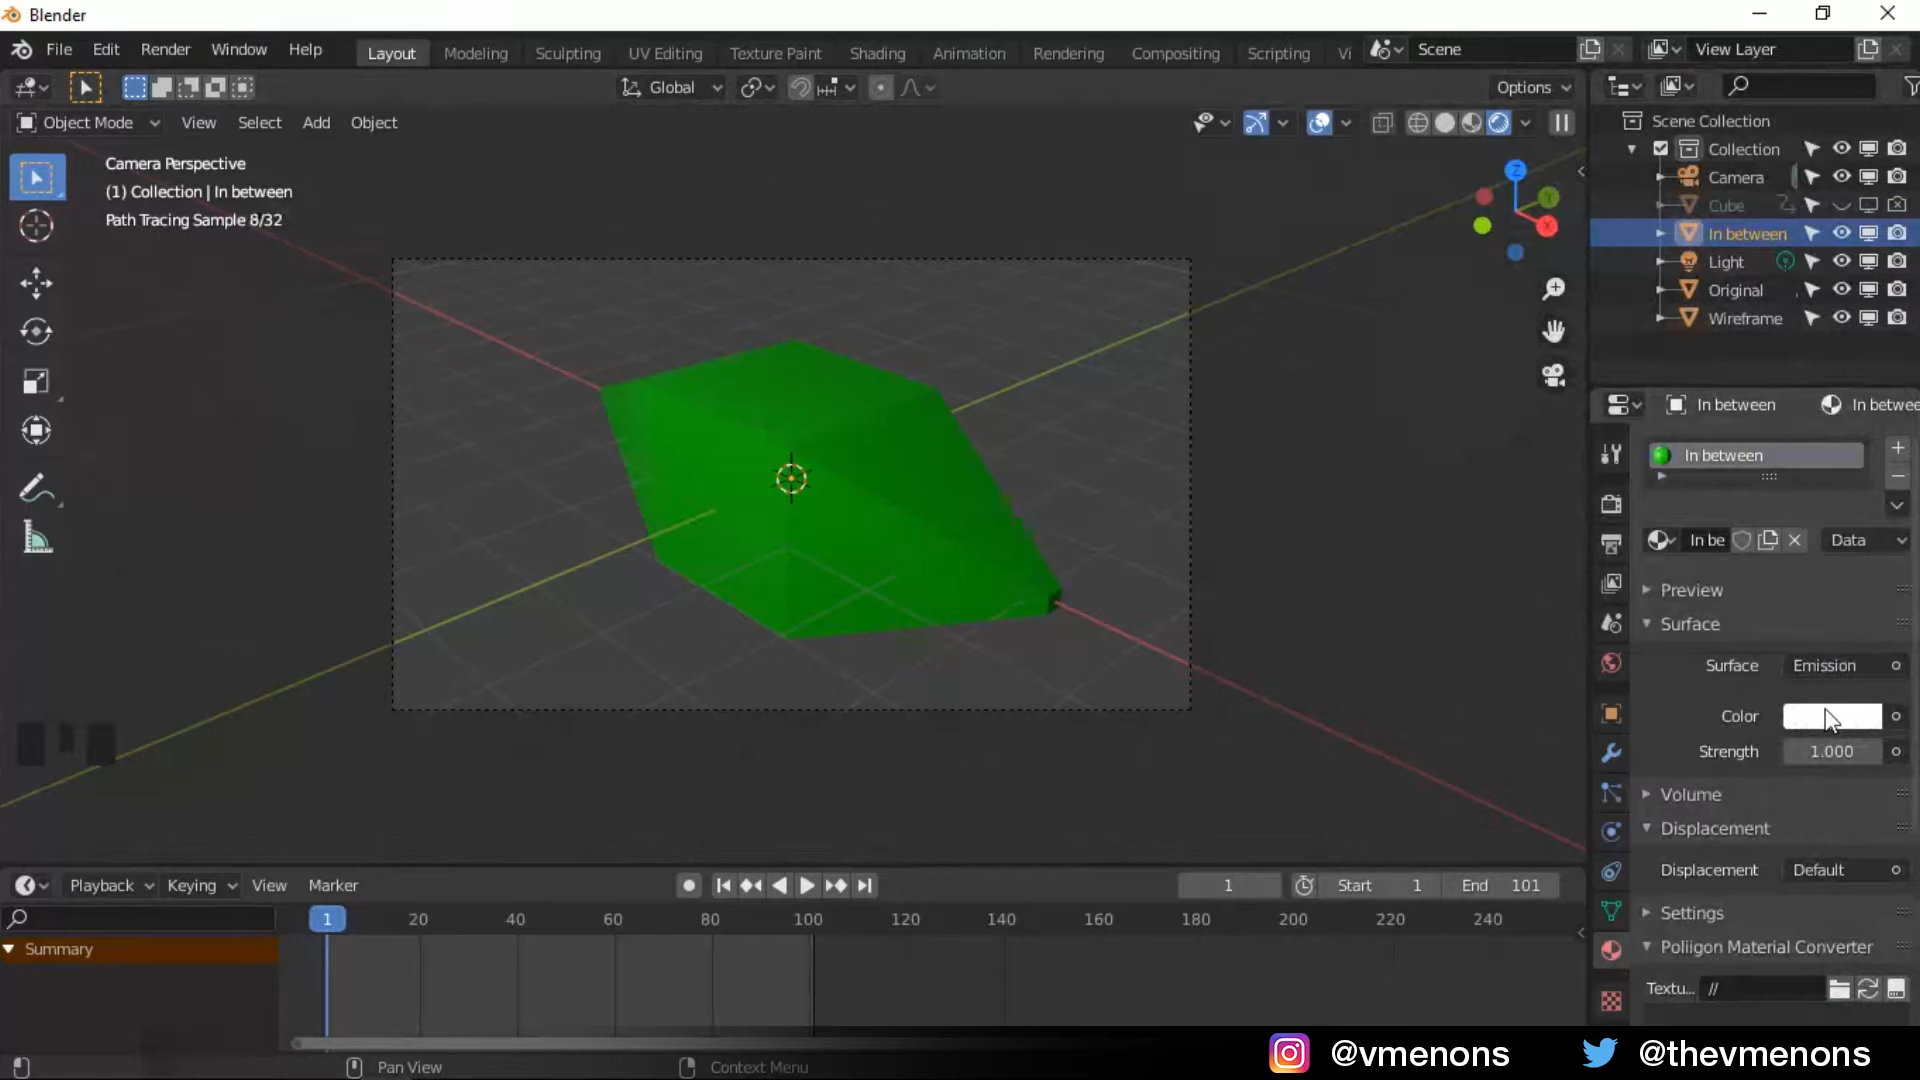 Blender
File Edit Render Window Help Layout Modeling Sculpting UV Editing Texture Paint Shading Animation Rendering Compositing Scripting Vi Scene View Layer
Global Options
Object Mode View Select Add Object
Camera Perspective
(1) Collection | In between
Path Tracing Sample 8/32
Z
Y
X
Scene Collection
Collection
Camera
Cube
In between
Light
Original
Wireframe
In between In betwee
In between
In be Data
Preview
Surface
Surface Emission
Color
Strength 1.000
Volume
Displacement
Displacement Default
Settings
Poliigon Material Converter
Textu... //
Playback Keying View Marker 1 Start 1 End 101
1 20 40 60 80 100 120 140 160 180 200 220 240
Summary
Pan View Context Menu
@vmenons @thevmenons